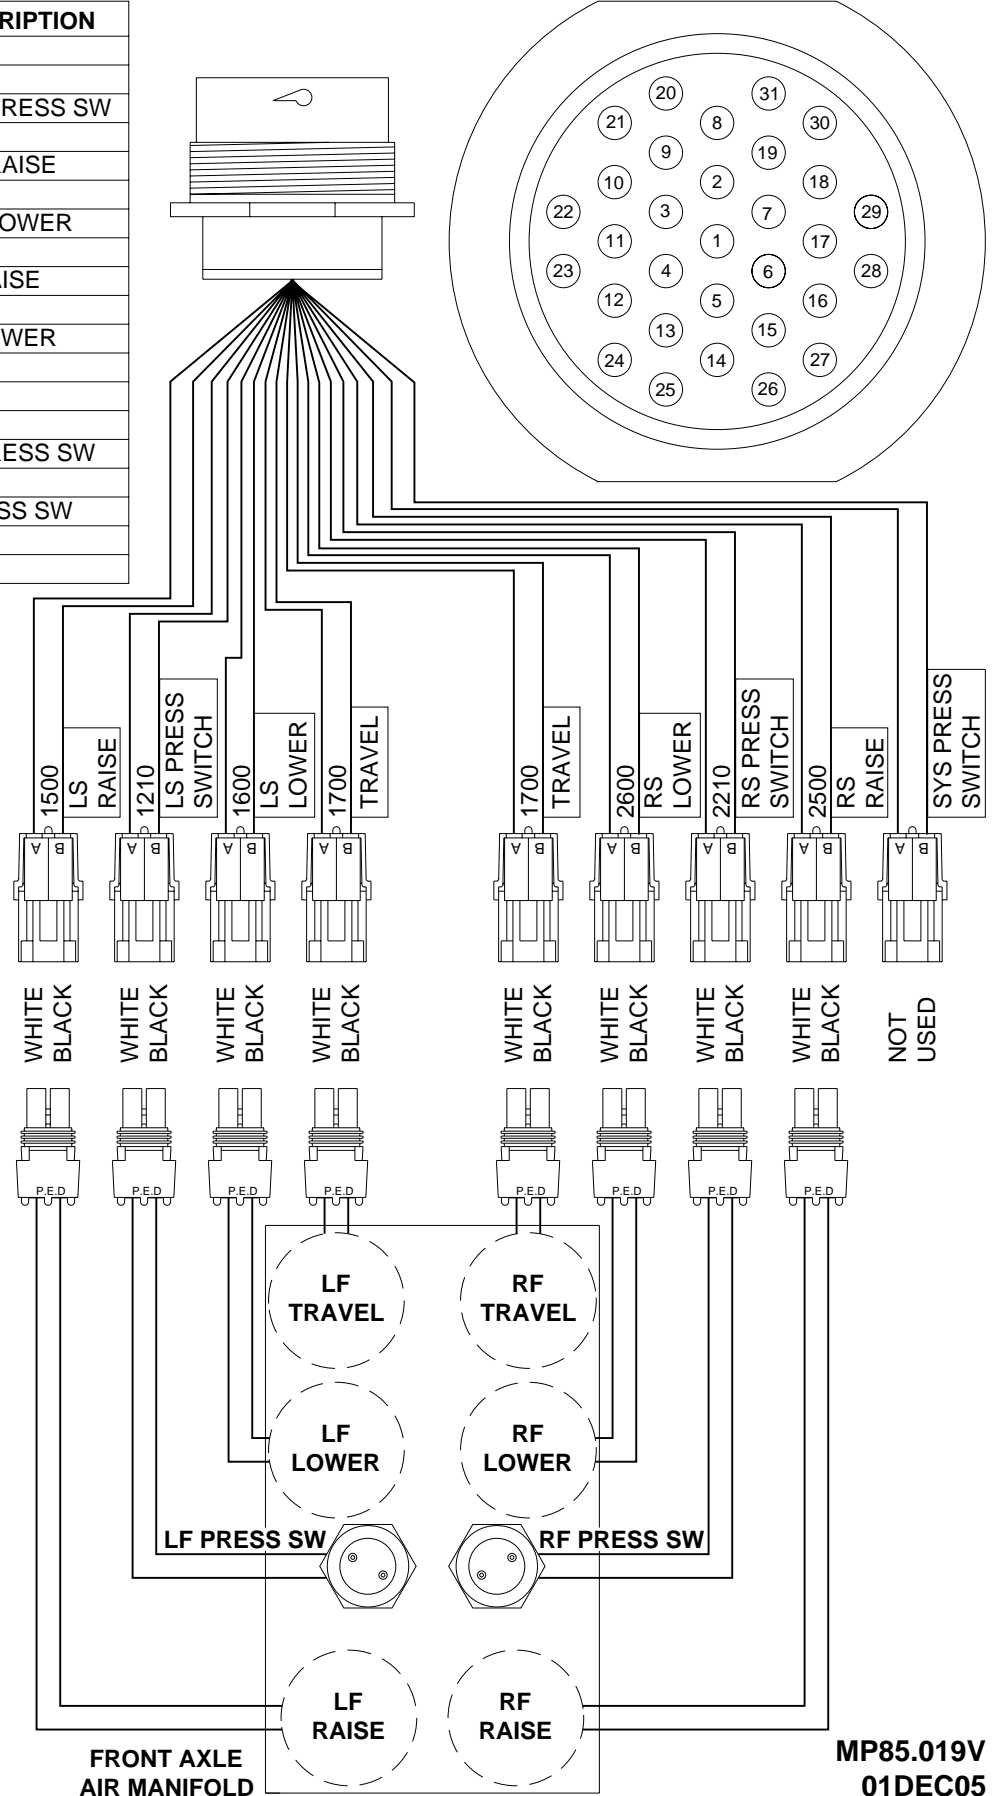 RIPTION
RESS SW
AISE
OWER
ISE
WER
ESS SW
SS SW
20
31
21
8
30
9
19
10
2
18
22
3
7
29
11
1
17
23
4
6
28
12
5
16
13
15
24
14
27
25
26
1500
LS
RAISE
1210
LS PRESS
SWITCH
1600
LS
LOWER
1700
TRAVEL
1700
TRAVEL
2600
RS
LOWER
2210
RS PRESS
SWITCH
2500
RS
RAISE
SYS PRESS
SWITCH
A B
A B
A B
A B
A B
A B
A B
A B
A B
WHITE
BLACK
WHITE
BLACK
WHITE
BLACK
WHITE
BLACK
WHITE
BLACK
WHITE
BLACK
WHITE
BLACK
WHITE
BLACK
NOT
USED
P.E.D
P.E.D
P.E.D
P.E.D
P.E.D
P.E.D
P.E.D
P.E.D
LF
TRAVEL
RF
TRAVEL
LF
LOWER
RF
LOWER
LF PRESS SW
RF PRESS SW
LF
RAISE
RF
RAISE
FRONT AXLE
AIR MANIFOLD
MP85.019V
01DEC05